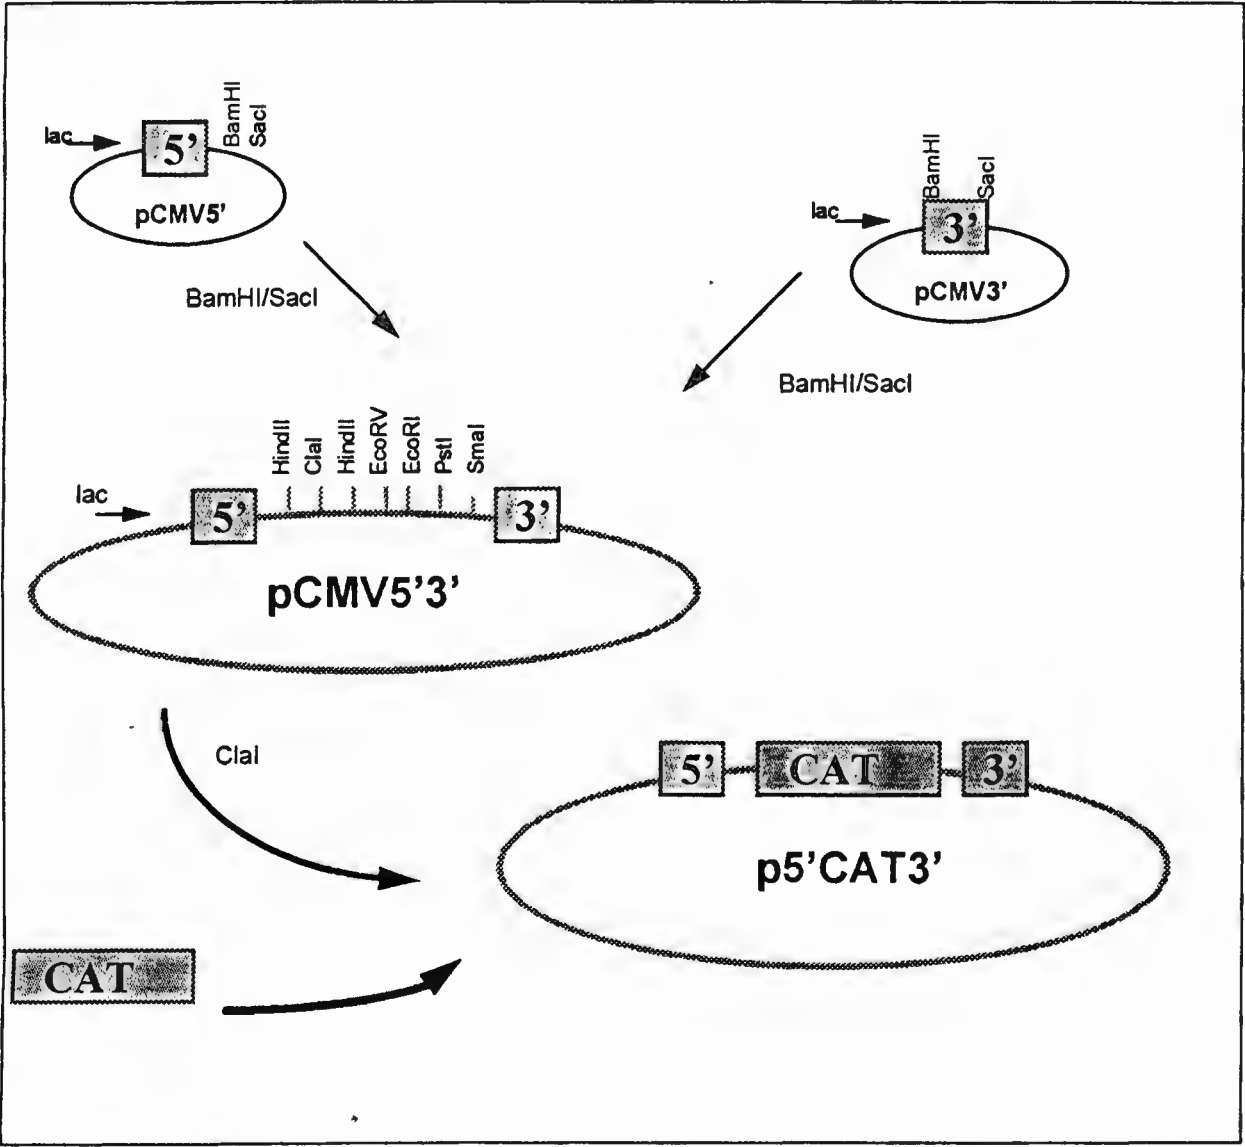 lac
5'
BamHI
SacI
pCMV5'
BamHI/SacI
lac
BamHI
SacI
3'
pCMV3'
BamHI/SacI
lac
5'
HindII
ClaI
HindII
EcoRV
EcoRI
PstI
SmaI
3'
pCMV5'3'
ClaI
5'
CAT
3'
p5'CAT3'
CAT